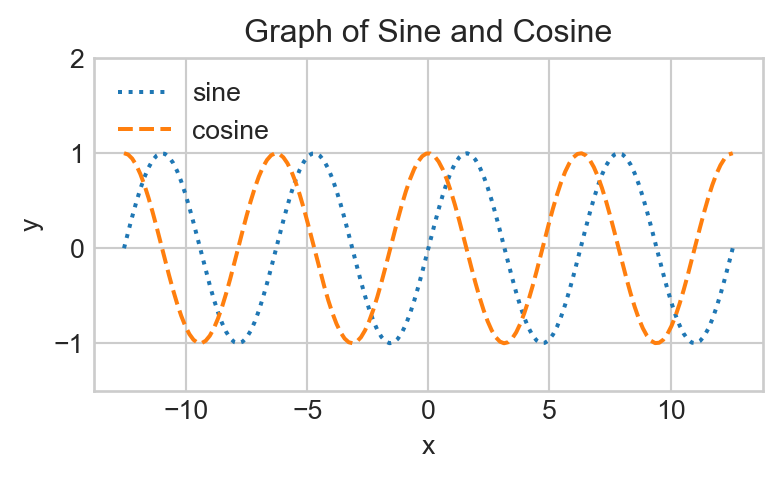 Graph of Sine and Cosine
2
sine
cosine
1
y
0
−1
−10 −5 0 5 10
x